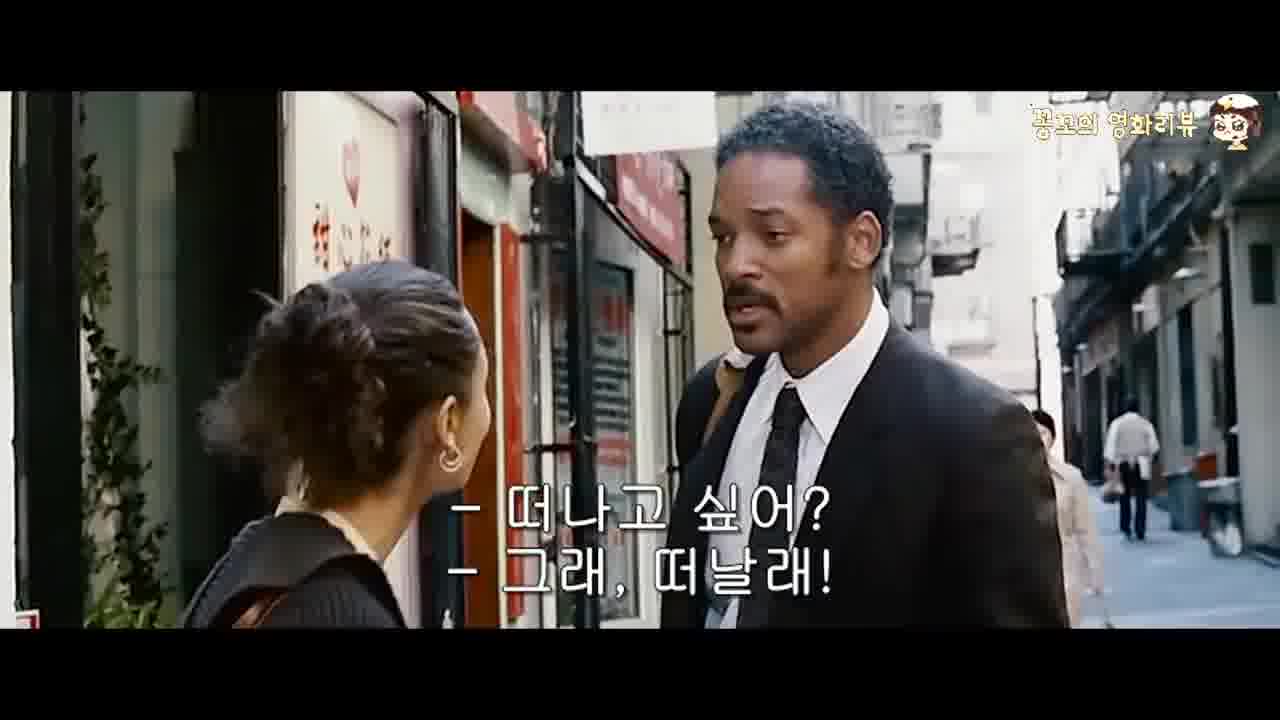 꽁꼬의 영화리뷰
- 떠나고 싶어?
- 그래, 떠날래!